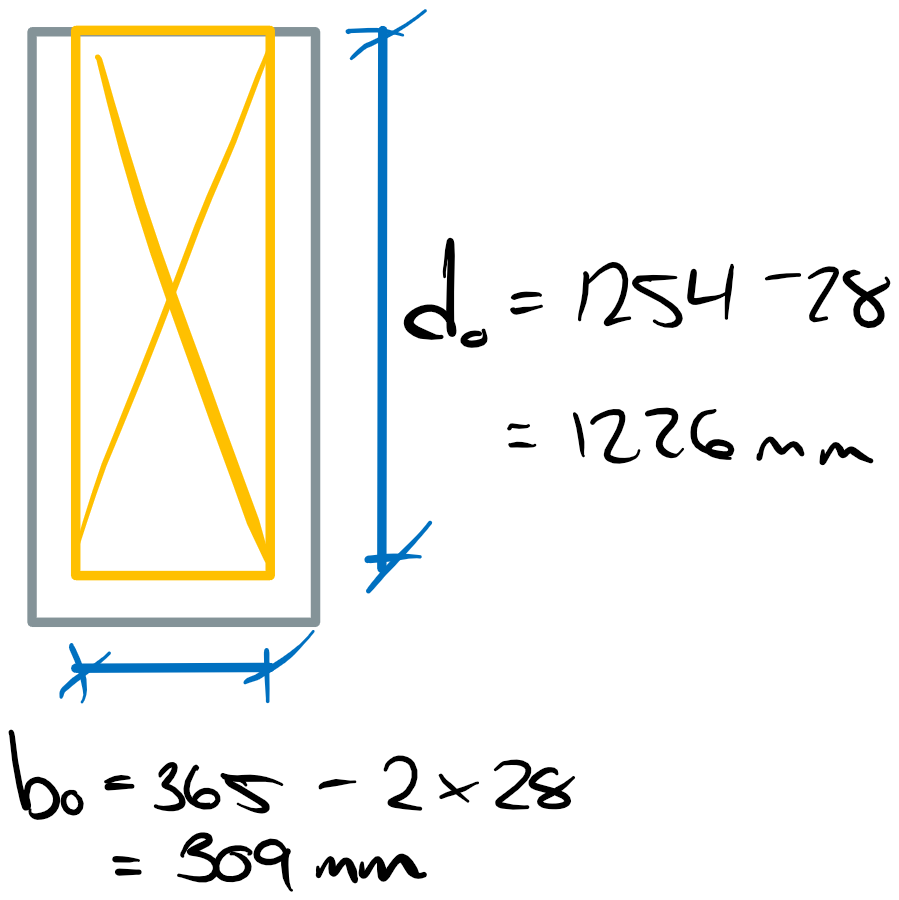 d₀ = 1254 - 28
= 1226 mm
b₀ = 365 - 2 × 28
= 309 mm